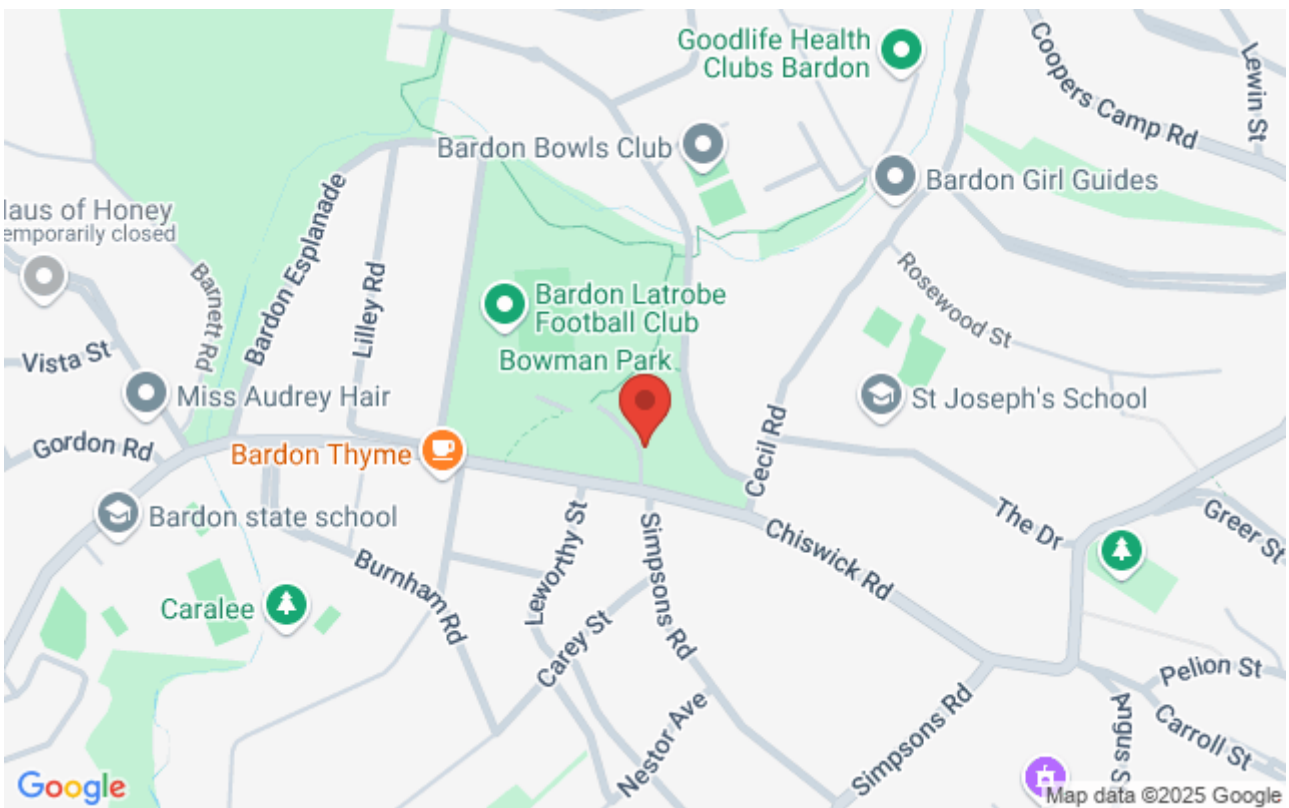 Goodlife Health
Clubs Bardon
Coopers Camp Rd
Lewin St
Bardon Bowls Club
Bardon Girl Guides
laus of Honey
emporarily closed
Barnett Rd
Bardon Esplanade
Lilley Rd
Bardon Latrobe
Football Club
Bowman Park
Rosewood St
Vista St
Miss Audrey Hair
St Joseph's School
Gordon Rd
Bardon Thyme
Cecil Rd
Bardon state school
The Dr
Greer St
Leworthy St
Simpsons Rd
Chiswick Rd
Burnham Rd
Caralee
Carey St
Pelion St
Simpsons Rd
Nestor Ave
Angus S
Carroll St
Google
Map data ©2025 Google